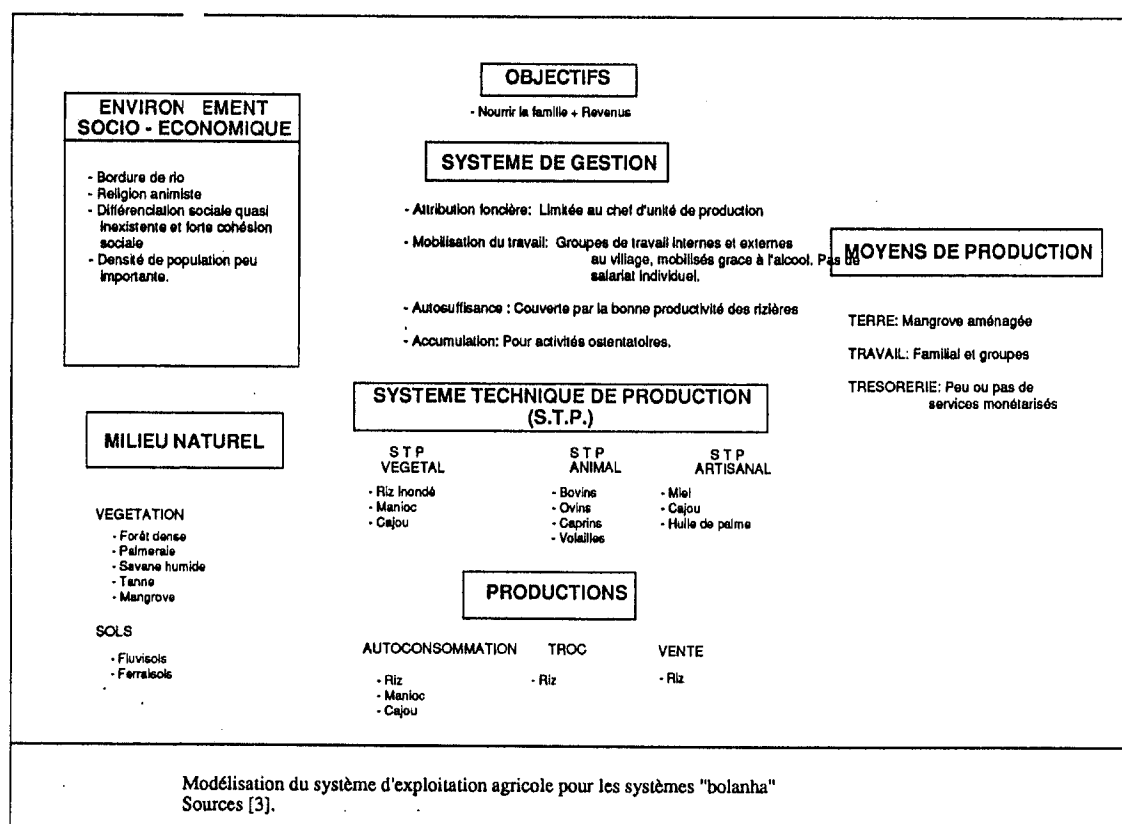 OBJECTIFS
- Nourrir la famille + Revenus
ENVIRON EMENT
SOCIO - ECONOMIQUE
- Bordure de rio
- Religion animiste
- Différenciation sociale quasi
inexistente et forte cohésion
sociale
- Densité de population peu
importante.
SYSTEME DE GESTION
- Attribution foncière: Limitée au chef d'unité de production
- Mobilisation du travail: Groupes de travail internes et externes
au village, mobilisés grace à l'alcool. Pas de
salariat individuel.
- Autosuffisance : Couverte par la bonne productivité des rizières
- Accumulation: Pour activités ostentatoires.
MOYENS DE PRODUCTION
TERRE: Mangrove aménagée
TRAVAIL: Familial et groupes
TRESORERIE: Peu ou pas de
services monétarisés
MILIEU NATUREL
VEGETATION
- Forêt dense
- Palmeraie
- Savane humide
- Tanne
- Mangrove
SOLS
- Fluvisols
- Ferralsols
SYSTEME TECHNIQUE DE PRODUCTION
(S.T.P.)
S T P
VEGETAL
- Riz Inondé
- Manioc
- Cajou
S T P
ANIMAL
- Bovins
- Ovins
- Caprins
- Volailles
S T P
ARTISANAL
- Miel
- Cajou
- Huile de palme
PRODUCTIONS
AUTOCONSOMMATION
- Riz
- Manioc
- Cajou
TROC
- Riz
VENTE
- Riz
Modélisation du système d'exploitation agricole pour les systèmes "bolanha"
Sources [3].